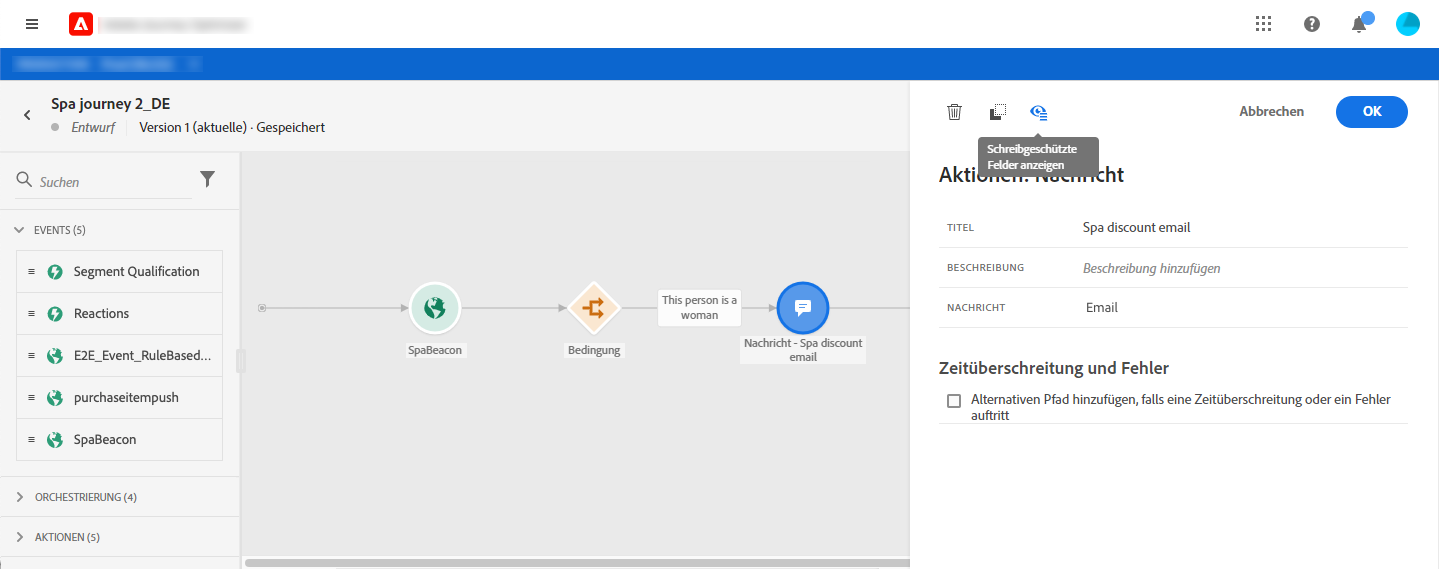 Spa journey 2_DE
Entwurf
Version 1 (aktuelle) · Gespeichert
Suchen
EVENTS (5)
Segment Qualification
Reactions
E2E_Event_RuleBased...
purchaseitempush
SpaBeacon
ORCHESTRIERUNG (4)
AKTIONEN (5)
SpaBeacon
Bedingung
This person is a
woman
Nachricht - Spa discount
email
Abbrechen
OK
Schreibgeschützte
Felder anzeigen
Aktionen: Nachricht
TITEL
Spa discount email
BESCHREIBUNG
Beschreibung hinzufügen
NACHRICHT
Email
Zeitüberschreitung und Fehler
Alternativen Pfad hinzufügen, falls eine Zeitüberschreitung oder ein Fehler
auftritt